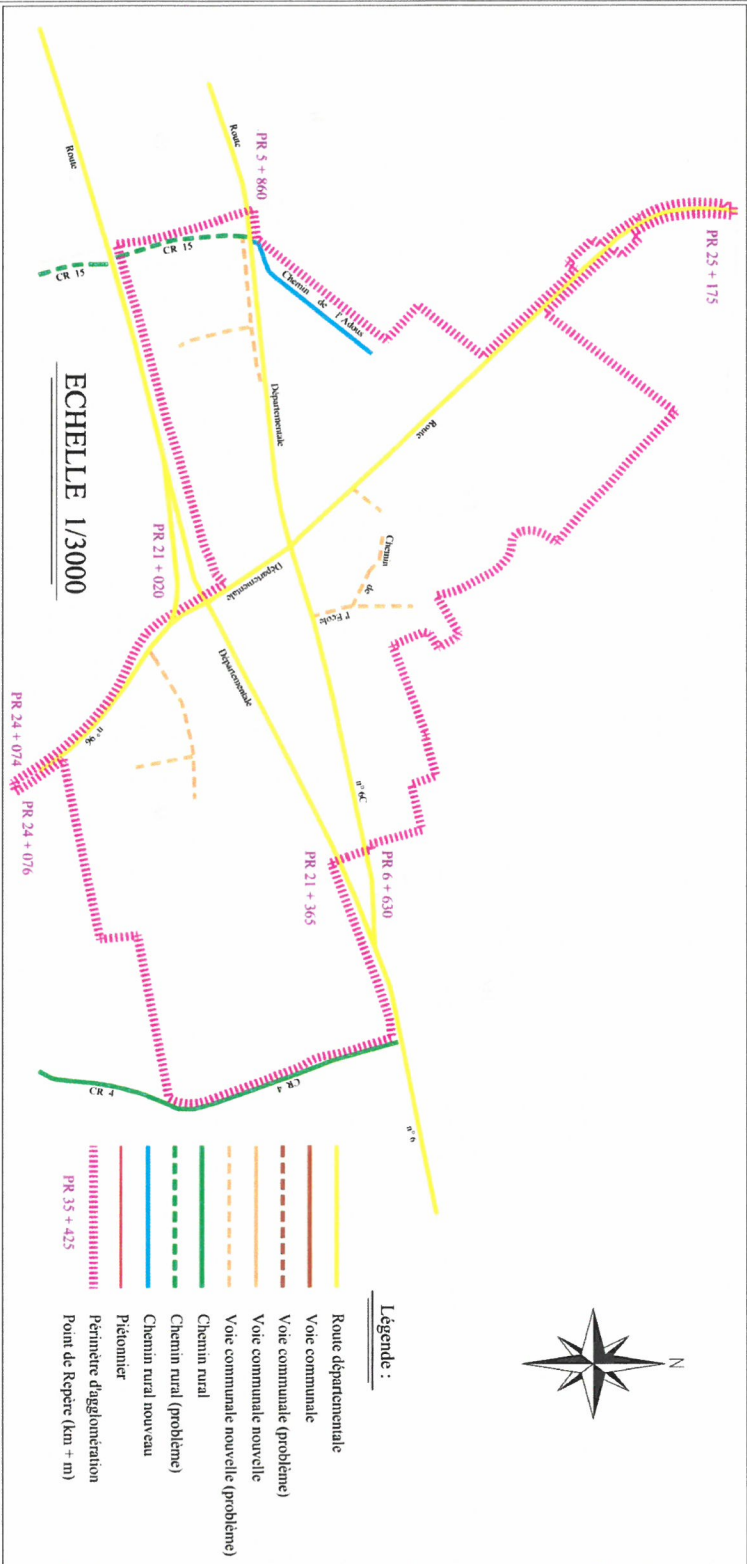 PR 25 + 175
PR 5 + 860
Route
Route
CR 15
CR 15
Chemin de l'Adous
Départementale
Route
Chemin
de
l'Ecole
Départementale
Départementale
PR 21 + 020
n° 96
PR 24 + 074
PR 24 + 076
n° 6C
PR 6 + 630
PR 21 + 365
n° 6
CR 4
CR 4
ECHELLE 1/3000
N
Légende :
Route départementale
Voie communale
Voie communale (problème)
Voie communale nouvelle
Voie communale nouvelle (problème)
Chemin rural
Chemin rural (problème)
Chemin rural nouveau
Piétonnier
Périmètre d'agglomération
PR 35 + 425 Point de Repère (km + m)